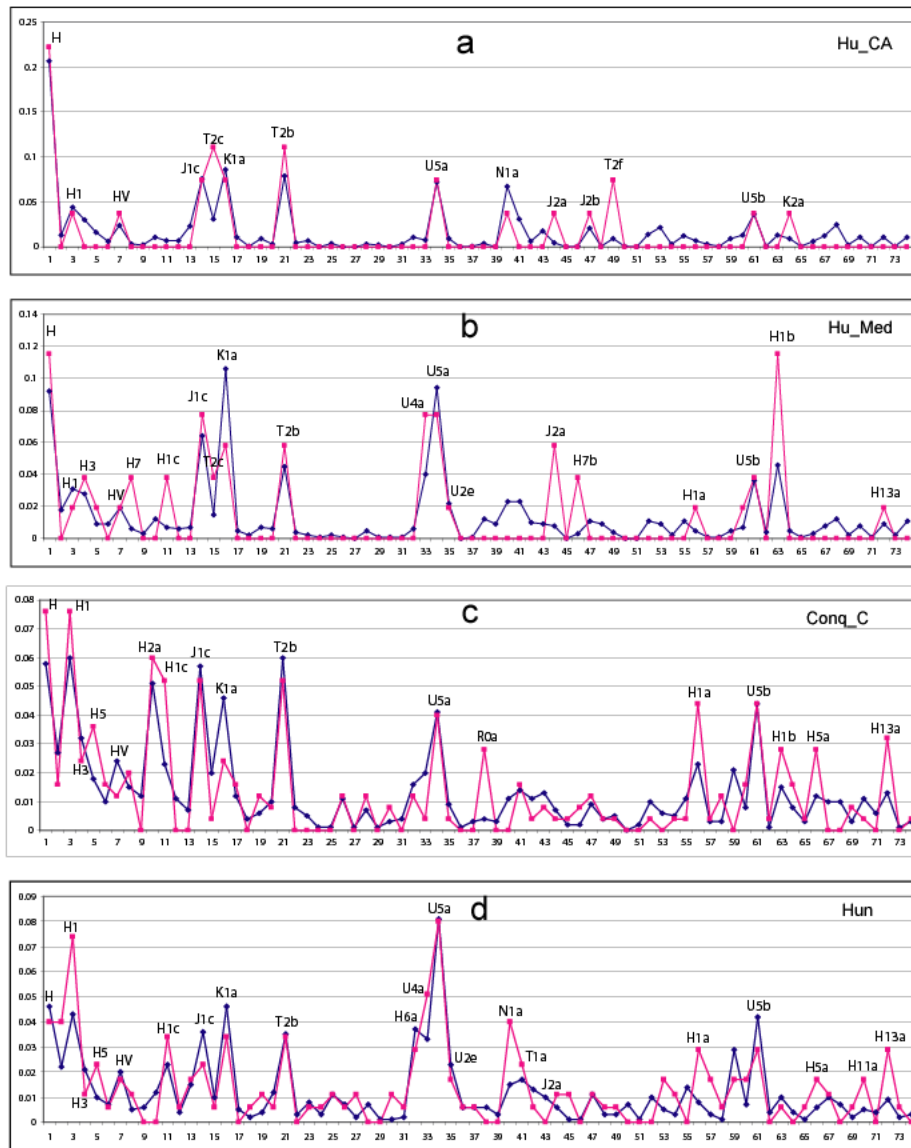 a
Hu_CA
0.25
0.2
0.15
0.1
0.05
0
H
H1
HV
J1c
T2c
K1a
T2b
U5a
N1a
J2a
J2b
T2f
U5b
K2a
1 3 5 7 9 11 13 15 17 19 21 23 25 27 29 31 33 35 37 39 41 43 45 47 49 51 53 55 57 59 61 63 65 67 69 71 73
b
Hu_Med
0.14
0.12
0.1
0.08
0.06
0.04
0.02
0
H
H1
H3
HV
H7
H1c
J1c
T2c
K1a
T2b
U4a
U5a
U2e
J2a
H7b
H1a
U5b
H1b
H13a
1 3 5 7 9 11 13 15 17 19 21 23 25 27 29 31 33 35 37 39 41 43 45 47 49 51 53 55 57 59 61 63 65 67 69 71 73
c
Conq_C
0.08
0.07
0.06
0.05
0.04
0.03
0.02
0.01
0
H
H1
H3
H5
HV
H2a
H1c
J1c
K1a
T2b
U5a
R0a
H1a
U5b
H1b
H5a
H13a
1 3 5 7 9 11 13 15 17 19 21 23 25 27 29 31 33 35 37 39 41 43 45 47 49 51 53 55 57 59 61 63 65 67 69 71 73
d
Hun
0.09
0.08
0.07
0.06
0.05
0.04
0.03
0.02
0.01
0
H
H1
H3
H5
HV
H1c
J1c
K1a
T2b
H6a
U4a
U5a
U2e
N1a
T1a
J2a
H1a
U5b
H5a
H11a
H13a
1 3 5 7 9 11 13 15 17 19 21 23 25 27 29 31 33 35 37 39 41 43 45 47 49 51 53 55 57 59 61 63 65 67 69 71 73